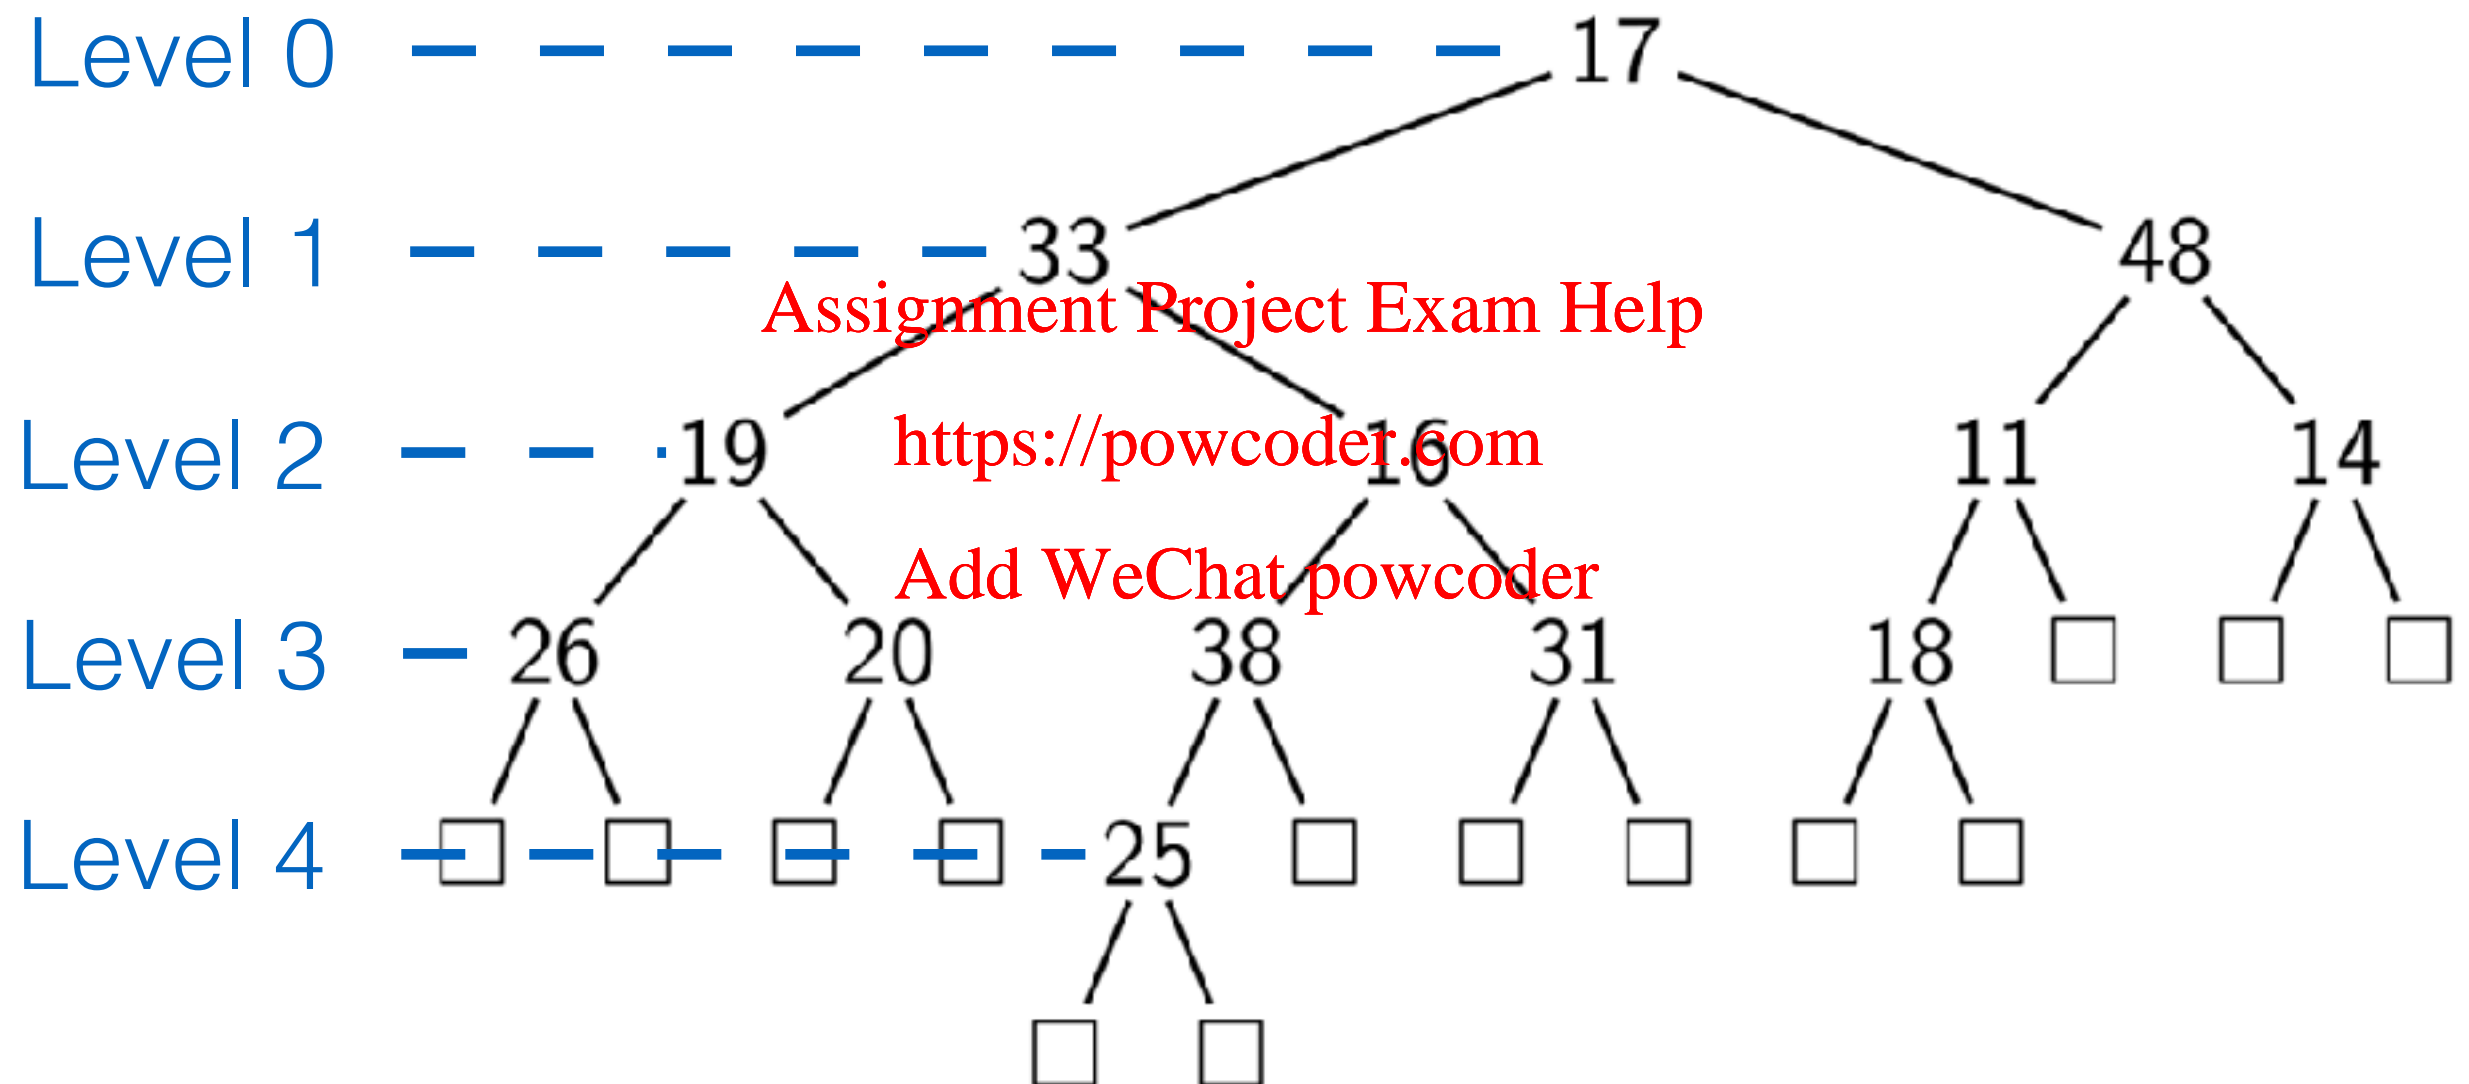 Level 0 17
Level 1 33 48
Assignment Project Exam Help
Level 2 19 16 11 14
https://powcoder.com
Add WeChat powcoder
Level 3 26 20 38 31 18
Level 4 25